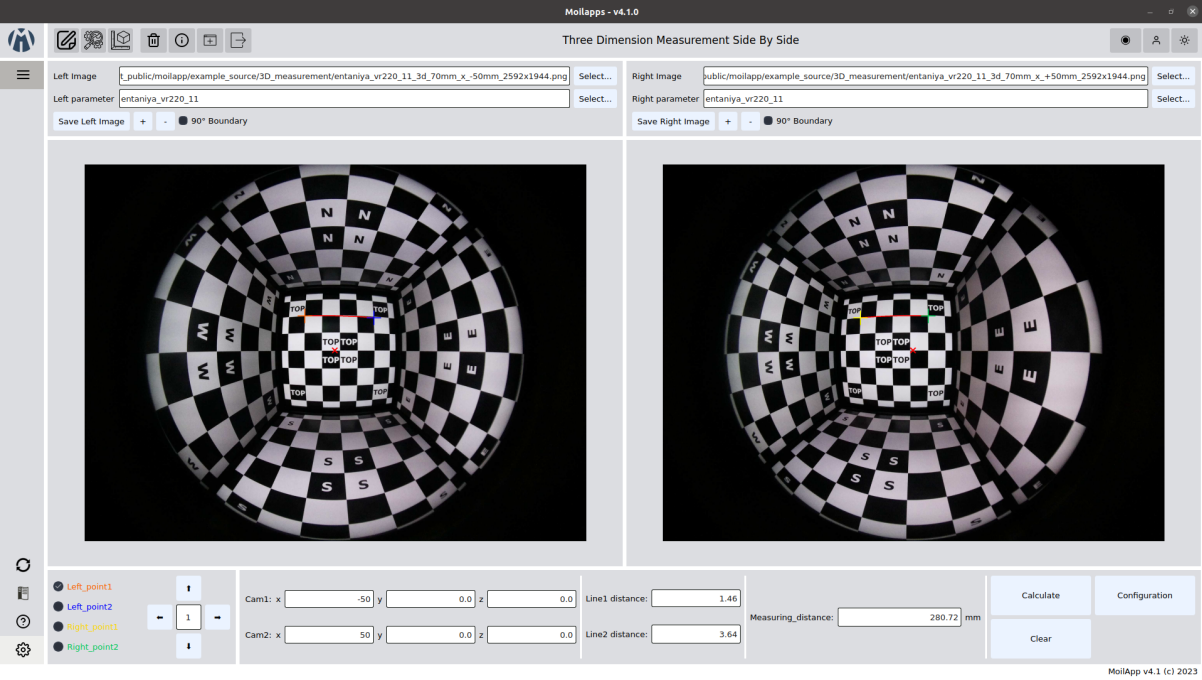 Moilapps - v4.1.0
Three Dimension Measurement Side By Side
Left Image t_public/moilapp/example_source/3D_measurement/entaniya_vr220_11_3d_70mm_x_-50mm_2592x1944.png Select...
Left parameter entaniya_vr220_11 Select...
Save Left Image + - 90° Boundary
Right Image public/moilapp/example_source/3D_measurement/entaniya_vr220_11_3d_70mm_x_+50mm_2592x1944.png Select...
Right parameter entaniya_vr220_11 Select...
Save Right Image + - 90° Boundary
N N
N N
N N
W W
W W
TOP TOP
TOP TOP
TOP TOP
TOP TOP
E E
E E
S S
S S
N N
N N
N
W W
W W
TOP TOP
TOP TOP
TOP TOP
TOP TOP
E E
E E
S S
S S
Left_point1
Left_point2
Right_point1
Right_point2
1
Cam1: x -50 y 0.0 z 0.0
Cam2: x 50 y 0.0 z 0.0
Line1 distance: 1.46
Line2 distance: 3.64
Measuring_distance: 280.72 mm
Calculate
Configuration
Clear
MoilApp v4.1 (c) 2023